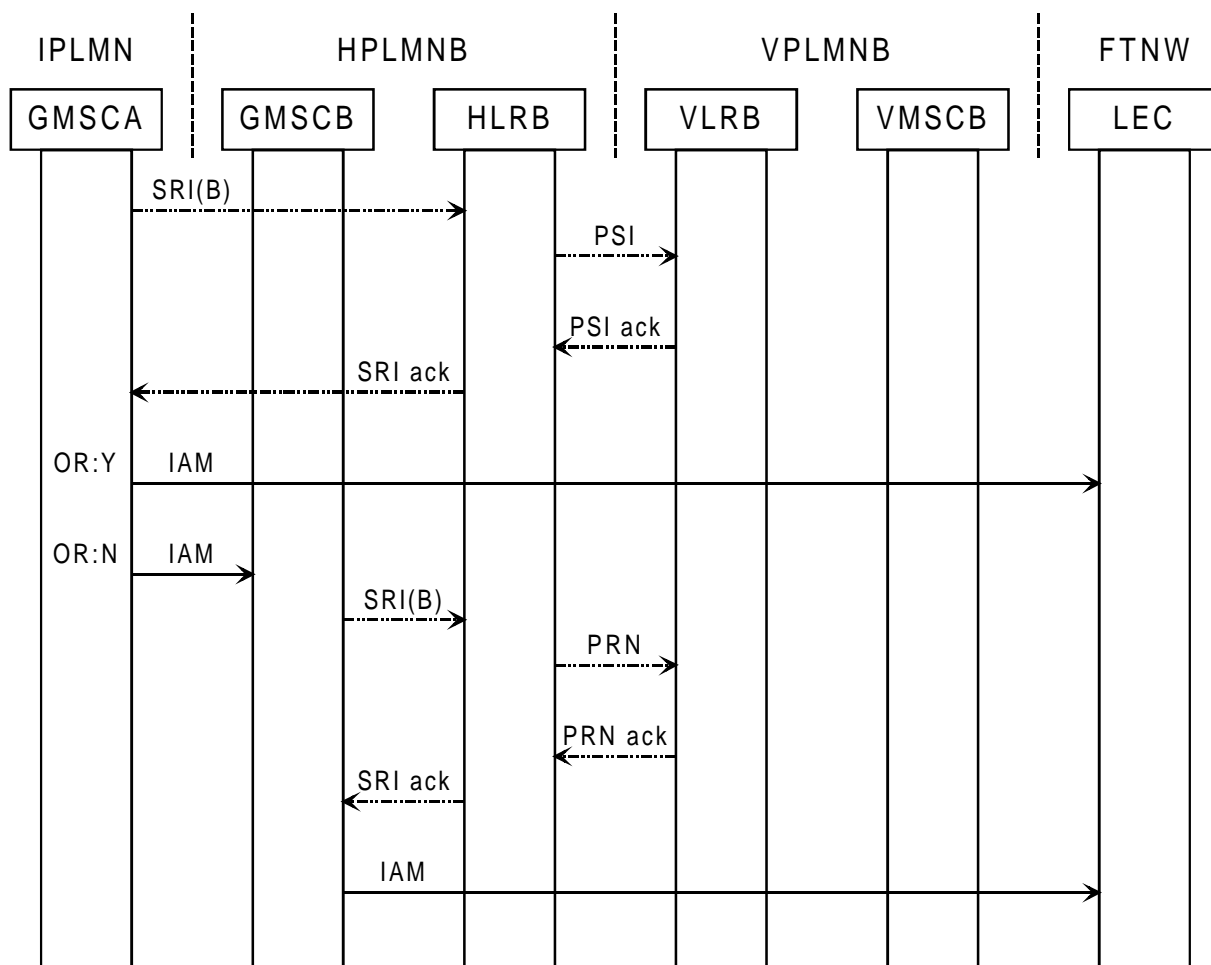 IPLMN HPLMNB VPLMNB FTNW
GMSCA GMSCB HLRB VLRB VMSCB LEC
SRI(B)
PSI
PSI ack
SRI ack
OR:Y IAM
OR:N IAM
SRI(B)
PRN
PRN ack
SRI ack
IAM